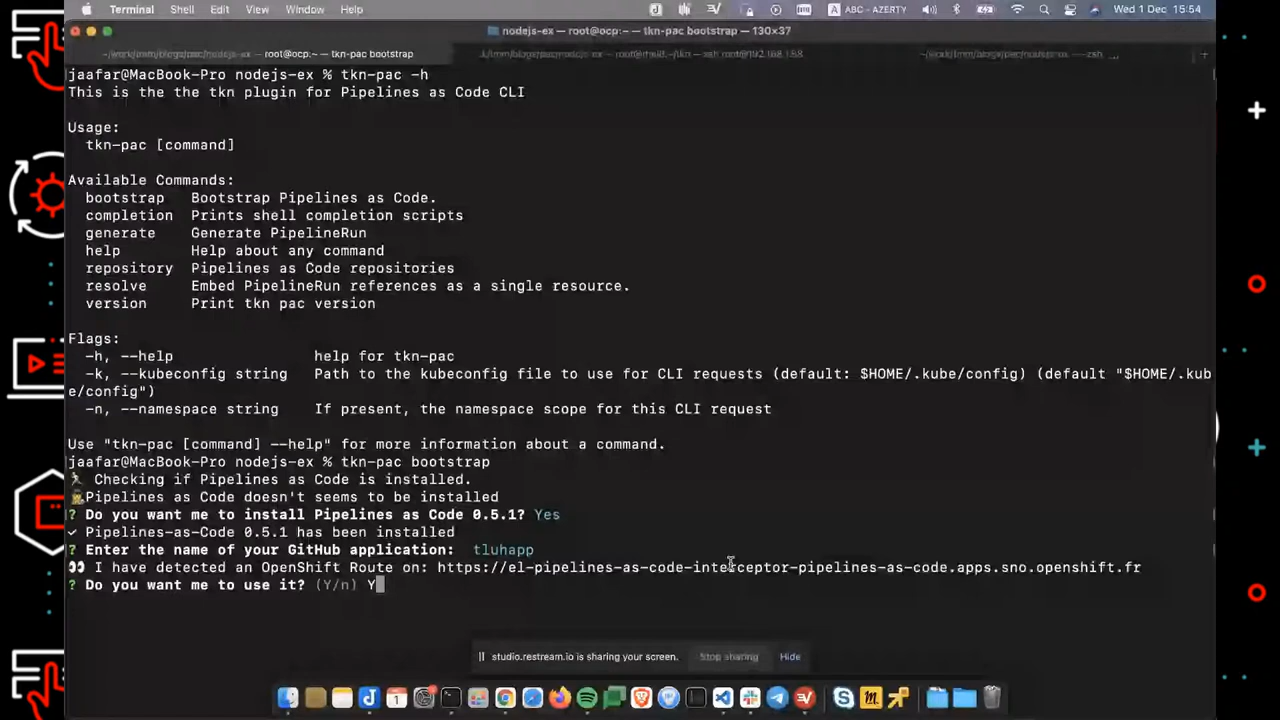 Terminal Shell Edit View Window Help ABC - AZERTY Wed 1 Dec 15:54
nodejs-ex — root@ocp:~ — tkn-pac bootstrap — 130×37
nodejs-ex — root@ocp:~ — tkn-pac bootstrap
jaafar@MacBook-Pro nodejs-ex % tkn-pac -h
This is the the tkn plugin for Pipelines as Code CLI
Usage:
tkn-pac [command]
Available Commands:
bootstrap Bootstrap Pipelines as Code.
completion Prints shell completion scripts
generate Generate PipelineRun
help Help about any command
repository Pipelines as Code repositories
resolve Embed PipelineRun references as a single resource.
version Print tkn pac version
Flags:
-h, --help help for tkn-pac
-k, --kubeconfig string Path to the kubeconfig file to use for CLI requests (default: $HOME/.kube/config) (default "$HOME/.kub
e/config")
-n, --namespace string If present, the namespace scope for this CLI request
Use "tkn-pac [command] --help" for more information about a command.
jaafar@MacBook-Pro nodejs-ex % tkn-pac bootstrap
Checking if Pipelines as Code is installed.
Pipelines as Code doesn't seems to be installed
? Do you want me to install Pipelines as Code 0.5.1? Yes
✓ Pipelines-as-Code 0.5.1 has been installed
? Enter the name of your GitHub application: tluhapp
👀 I have detected an OpenShift Route on: https://el-pipelines-as-code-interceptor-pipelines-as-code.apps.sno.openshift.fr
? Do you want me to use it? (Y/n) Y
studio.restream.io is sharing your screen. Stop sharing Hide